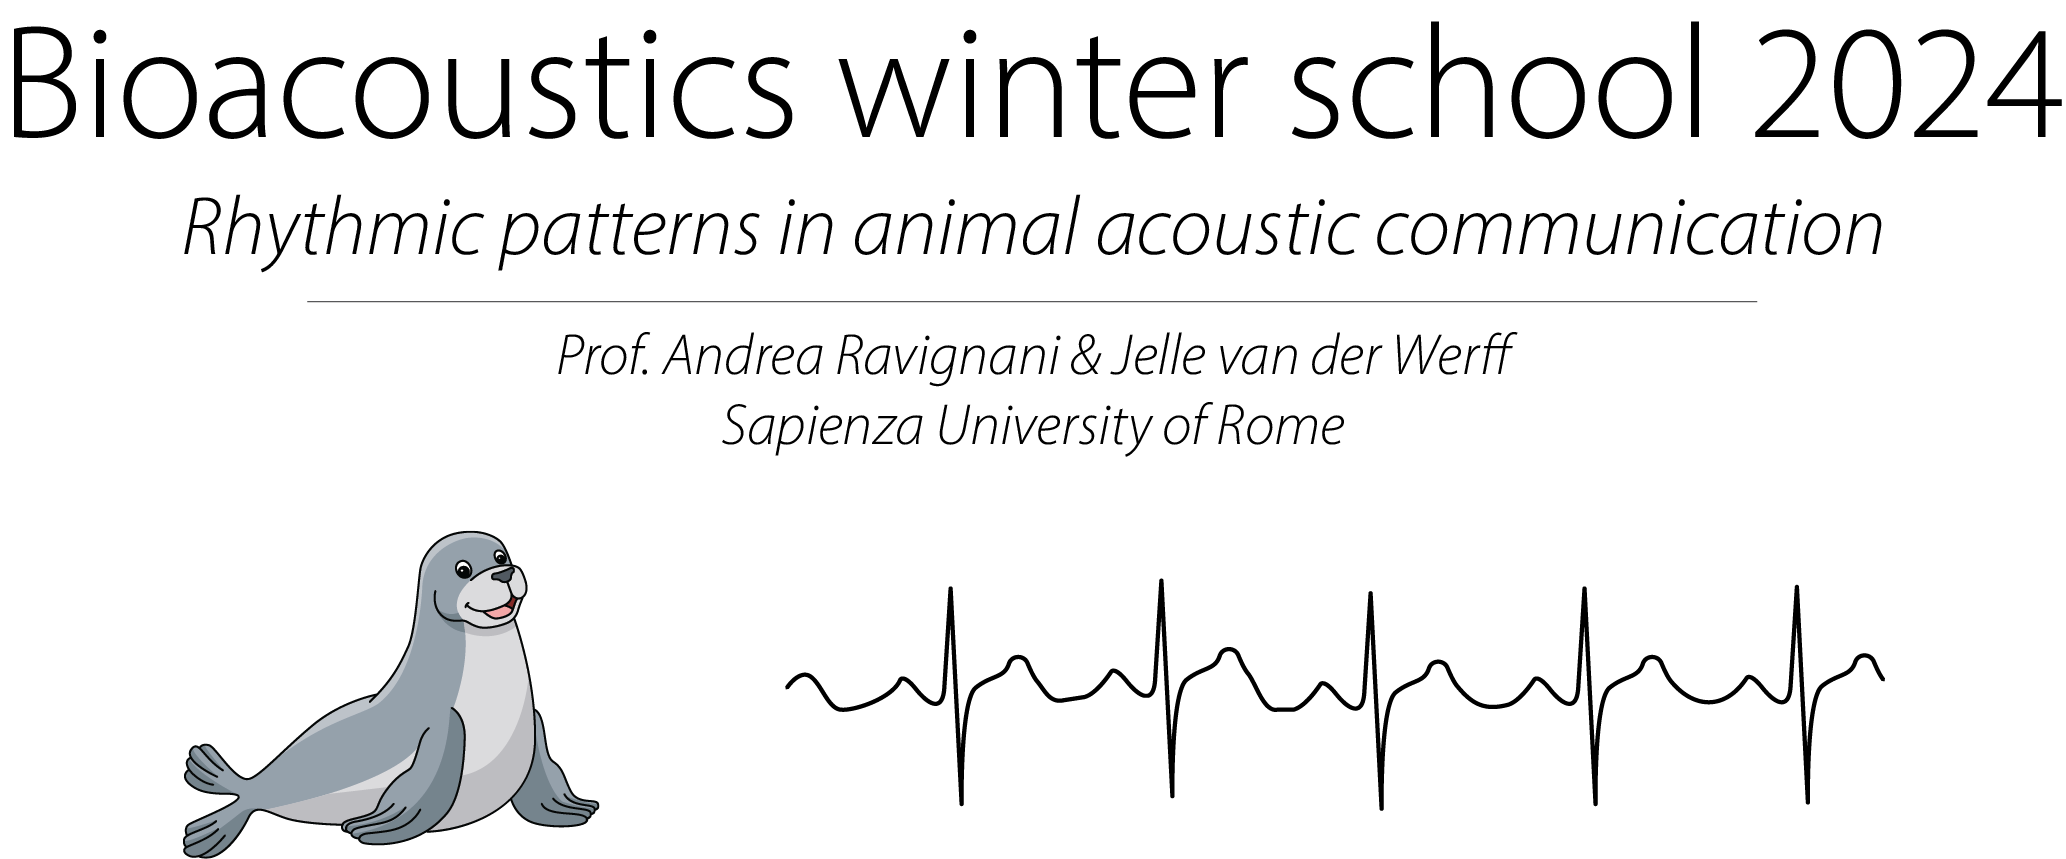 Bioacoustics winter school 2024
Rhythmic patterns in animal acoustic communication
Prof. Andrea Ravignani & Jelle van der Werff
Sapienza University of Rome